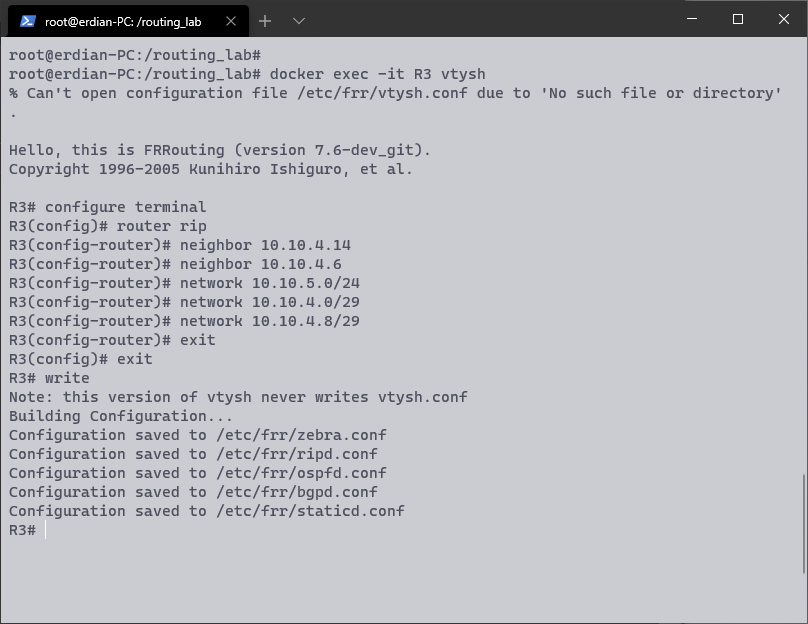 root@erdian-PC: /routing_lab
root@erdian-PC:/routing_lab#
root@erdian-PC:/routing_lab# docker exec -it R3 vtysh
% Can't open configuration file /etc/frr/vtysh.conf due to 'No such file or directory'
.
Hello, this is FRRouting (version 7.6-dev_git).
Copyright 1996-2005 Kunihiro Ishiguro, et al.
R3# configure terminal
R3(config)# router rip
R3(config-router)# neighbor 10.10.4.14
R3(config-router)# neighbor 10.10.4.6
R3(config-router)# network 10.10.5.0/24
R3(config-router)# network 10.10.4.0/29
R3(config-router)# network 10.10.4.8/29
R3(config-router)# exit
R3(config)# exit
R3# write
Note: this version of vtysh never writes vtysh.conf
Building Configuration...
Configuration saved to /etc/frr/zebra.conf
Configuration saved to /etc/frr/ripd.conf
Configuration saved to /etc/frr/ospfd.conf
Configuration saved to /etc/frr/bgpd.conf
Configuration saved to /etc/frr/staticd.conf
R3#